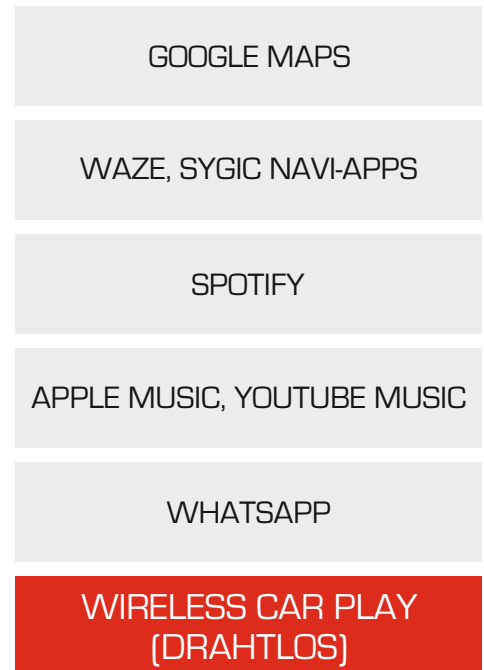 GOOGLE MAPS
WAZE, SYGIC NAVI-APPS
SPOTIFY
APPLE MUSIC, YOUTUBE MUSIC
WHATSAPP
WIRELESS CAR PLAY
(DRAHTLOS)